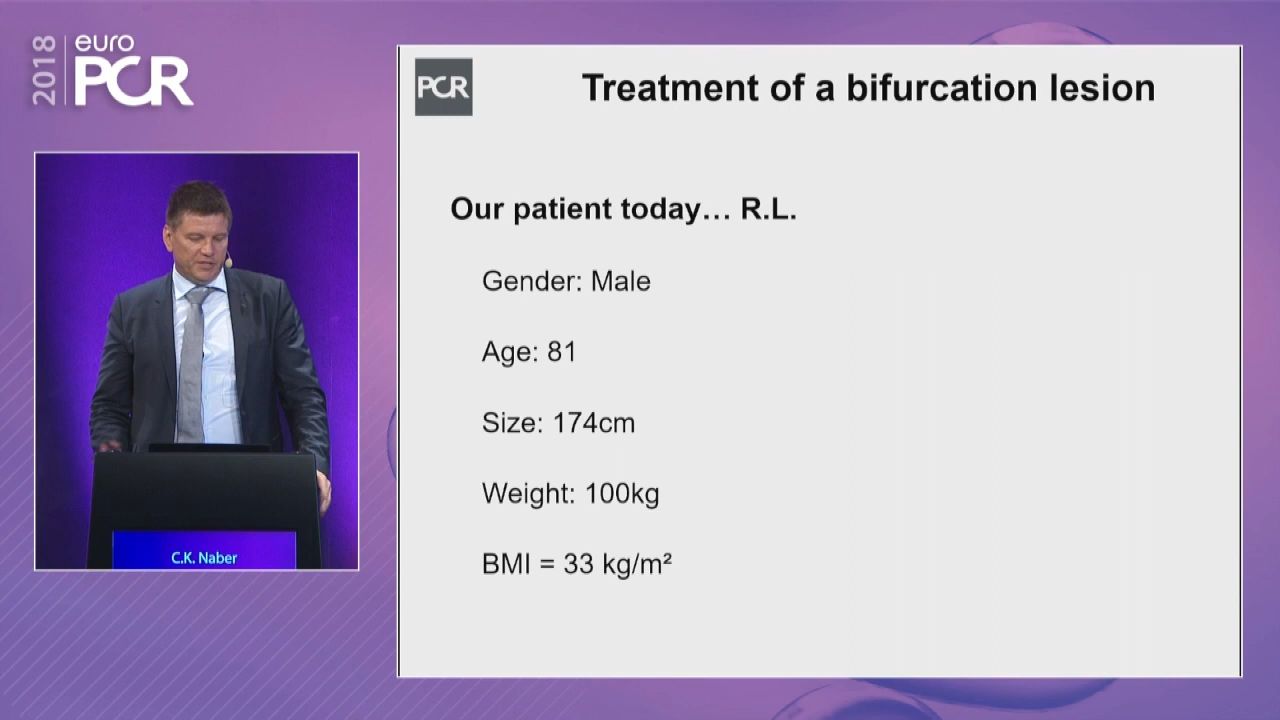 2018
euro
PCR
PCR
Treatment of a bifurcation lesion
Our patient today… R.L.
Gender: Male
Age: 81
Size: 174cm
Weight: 100kg
BMI = 33 kg/m²
C.K. Naber